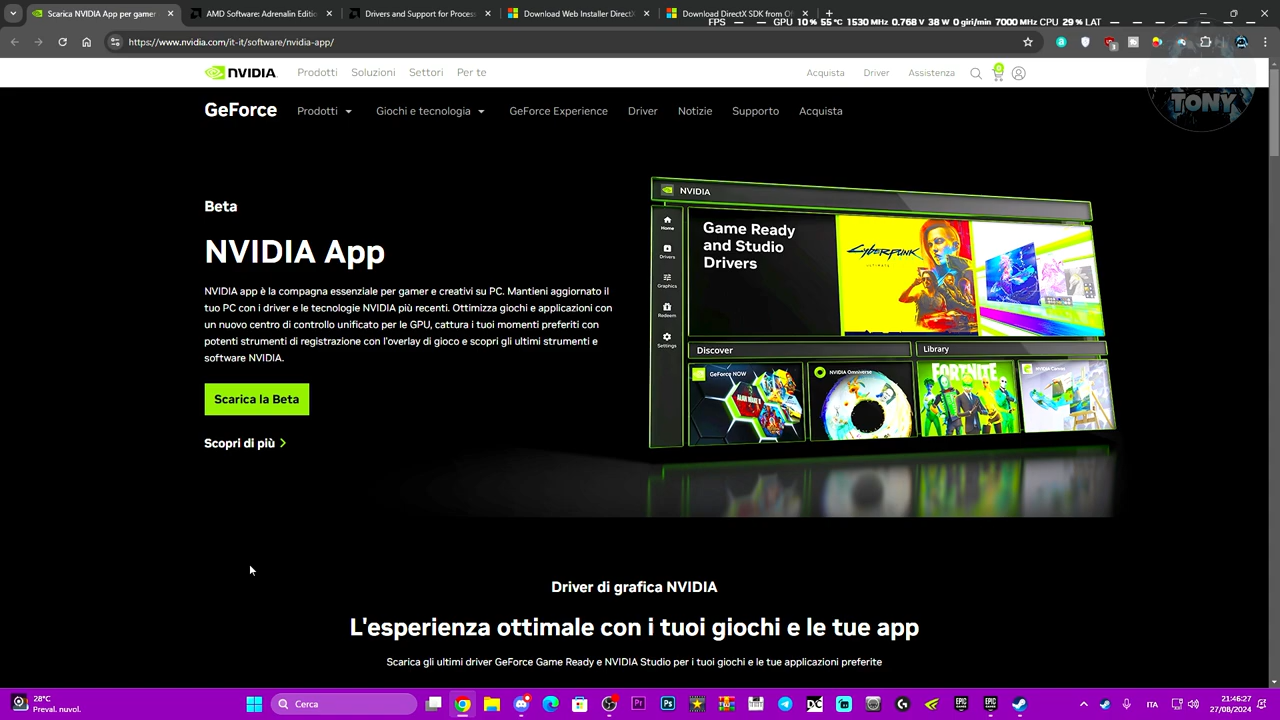 Scarica NVIDIA App per gamer
AMD Software: Adrenalin Editio
Drivers and Support for Process
Download Web Installer DirectX
Download DirectX SDK from Of
FPS — — GPU 10 % 55 °C 1530 MHz 0.768 V 38 W 0 giri/min 7000 MHz CPU 29 % LAT
https://www.nvidia.com/it-it/software/nvidia-app/
NVIDIA. Prodotti Soluzioni Settori Per te
Acquista Driver Assistenza
TONY
GeForce Prodotti Giochi e tecnologia GeForce Experience Driver Notizie Supporto Acquista
Beta
NVIDIA App
NVIDIA app è la compagna essenziale per gamer e creativi su PC. Mantieni aggiornato il
tuo PC con i driver e le tecnologie NVIDIA più recenti. Ottimizza giochi e applicazioni con
un nuovo centro di controllo unificato per le GPU, cattura i tuoi momenti preferiti con
potenti strumenti di registrazione con l'overlay di gioco e scopri gli ultimi strumenti e
software NVIDIA.
Scarica la Beta
Scopri di più
NVIDIA
Home
Drivers
Graphics
Redeem
Settings
Game Ready
and Studio
Drivers
CYBERPUNK
ULTIMATE
Discover
Library
GeForce NOW
NVIDIA Omniverse
FORTNITE
NVIDIA Canvas
Driver di grafica NVIDIA
L'esperienza ottimale con i tuoi giochi e le tue app
Scarica gli ultimi driver GeForce Game Ready e NVIDIA Studio per i tuoi giochi e le tue applicazioni preferite
28°C
Preval. nuvol.
Cerca
ITA
21:46:27
27/08/2024